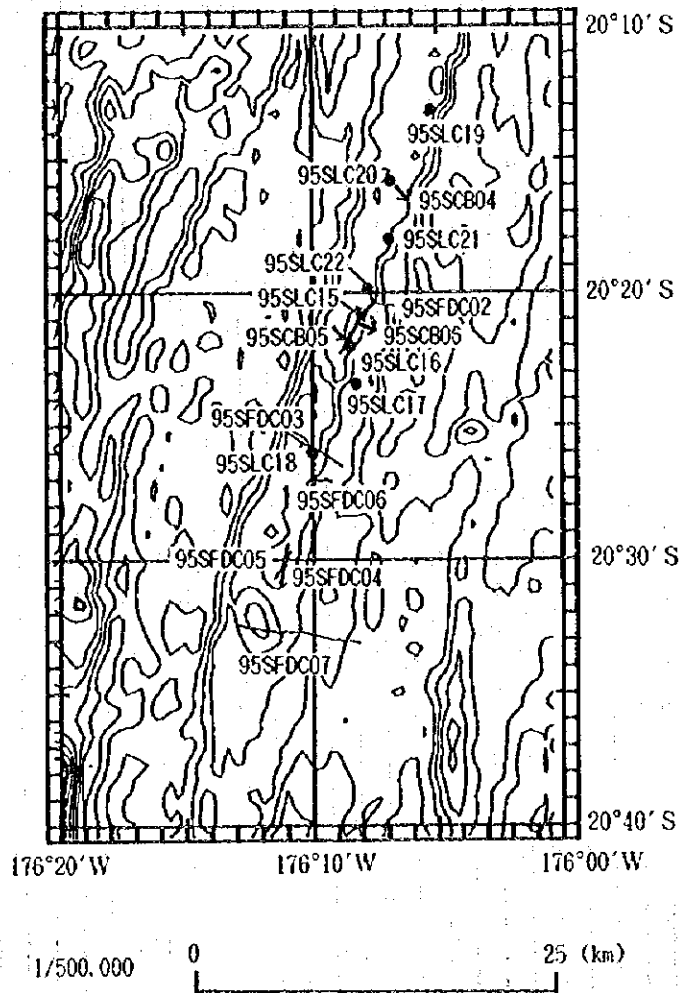 20°10′S
95SLC19
95SLC20
95SCB04
95SLC21
95SLC22
20°20′S
95SLC15
95SFDC02
95SCB05
95SCB06
95SLC16
95SLC17
95SFDC03
95SLC18
95SFDC06
95SFDC05
20°30′S
95SFDC04
95SFDC07
20°40′S
176°20′W
176°10′W
176°00′W
1/500,000
0
25 (km)